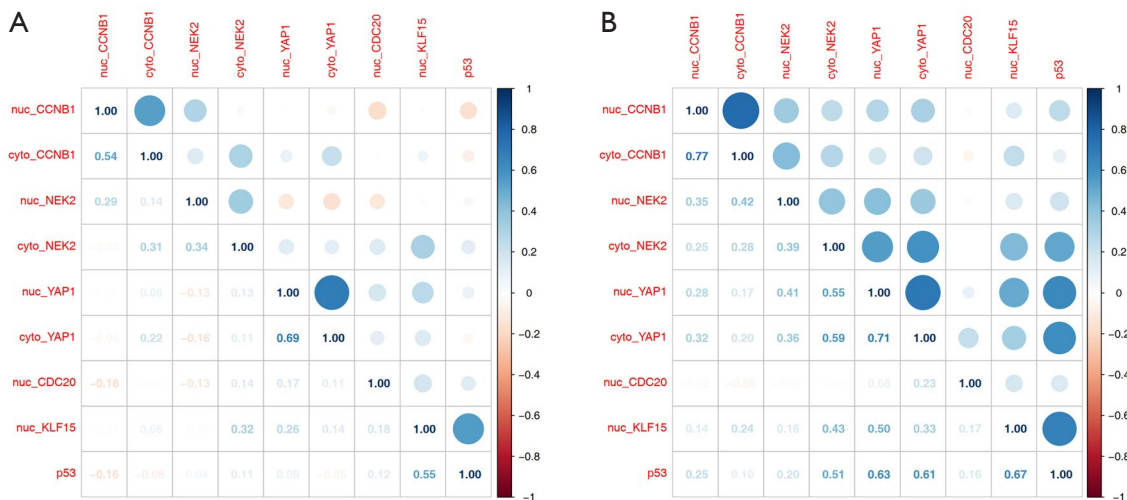 A
nuc_CCNB1 cyto_CCNB1 nuc_NEK2 cyto_NEK2 nuc_YAP1 cyto_YAP1 nuc_CDC20 nuc_KLF15 p53
nuc_CCNB1 1.00
cyto_CCNB1 0.54 1.00
nuc_NEK2 0.29 0.14 1.00
cyto_NEK2 0.31 0.34 1.00
nuc_YAP1 0.08 −0.13 0.13 1.00
cyto_YAP1 0.22 −0.16 0.11 0.69 1.00
nuc_CDC20 −0.18 −0.13 0.14 0.17 0.11 1.00
nuc_KLF15 0.06 0.32 0.26 0.14 0.18 1.00
p53 −0.16 −0.09 0.11 0.08 0.12 0.55 1.00
1
0.8
0.6
0.4
0.2
0
−0.2
−0.4
−0.6
−0.8
−1
B
nuc_CCNB1 cyto_CCNB1 nuc_NEK2 cyto_NEK2 nuc_YAP1 cyto_YAP1 nuc_CDC20 nuc_KLF15 p53
nuc_CCNB1 1.00
cyto_CCNB1 0.77 1.00
nuc_NEK2 0.35 0.42 1.00
cyto_NEK2 0.25 0.28 0.39 1.00
nuc_YAP1 0.28 0.17 0.41 0.55 1.00
cyto_YAP1 0.32 0.20 0.36 0.59 0.71 1.00
nuc_CDC20 0.08 0.23 1.00
nuc_KLF15 0.14 0.24 0.16 0.43 0.50 0.33 0.17 1.00
p53 0.25 0.10 0.20 0.51 0.63 0.61 0.16 0.67 1.00
1
0.8
0.6
0.4
0.2
0
−0.2
−0.4
−0.6
−0.8
−1